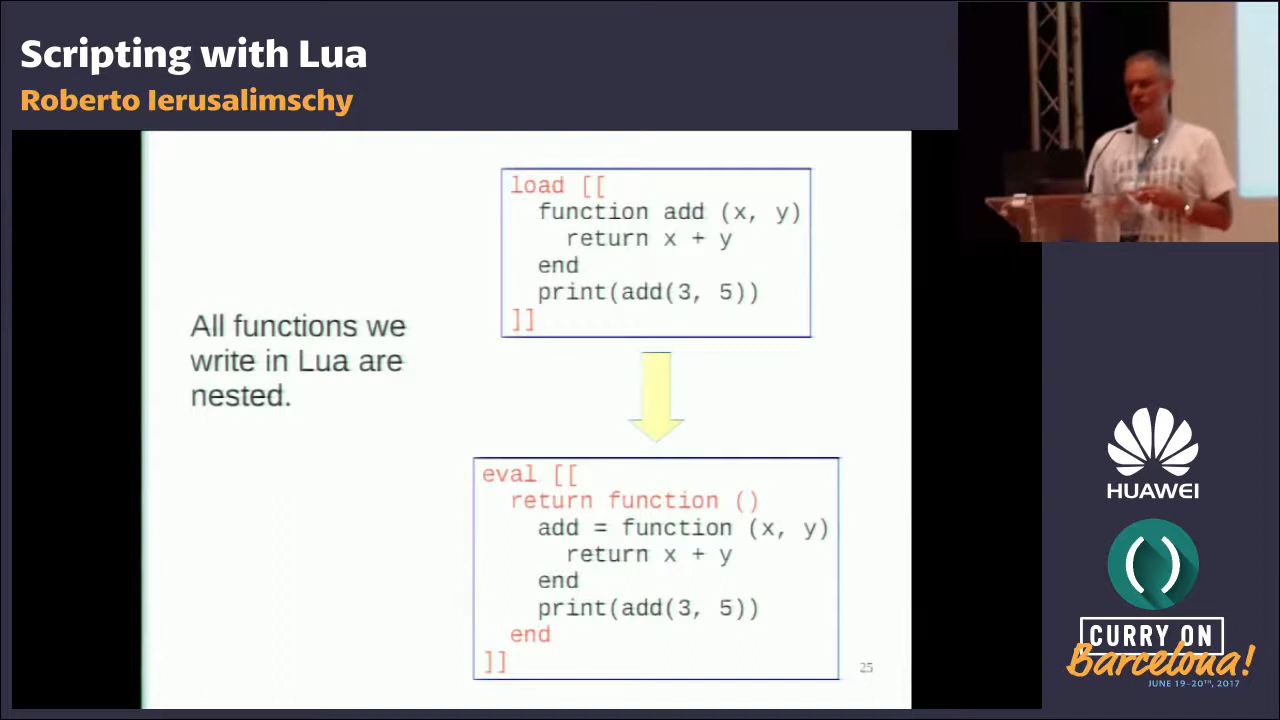 Scripting with Lua
Roberto Ierusalimschy
All functions we
write in Lua are
nested.
load [[
  function add (x, y)
    return x + y
  end
  print(add(3, 5))
]]
eval [[
  return function ()
    add = function (x, y)
      return x + y
    end
    print(add(3, 5))
  end
]]
25
HUAWEI
( )
CURRY ON
Barcelona!
JUNE 19-20TH, 2017